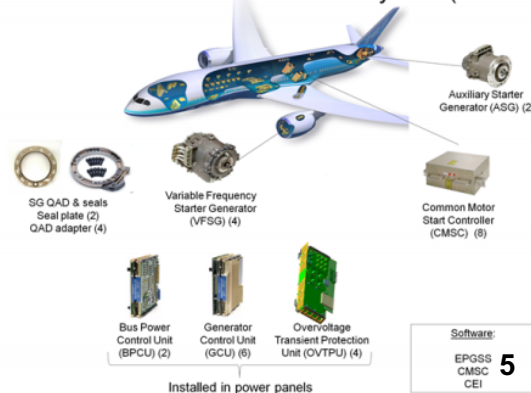 Auxiliary Starter
Generator (ASG) (2
SG QAD & seals
Seal plate (2)
QAD adapter (4)
Variable Frequency
Starter Generator
(VFSG) (4)
Common Motor
Start Controller
(CMSC) (8)
Bus Power
Control Unit
(BPCU) (2)
Generator
Control Unit
(GCU) (6)
Overvoltage
Transient Protection
Unit (OVTPU) (4)
Installed in power panels
Software:
EPGSS
CMSC 5
CEI